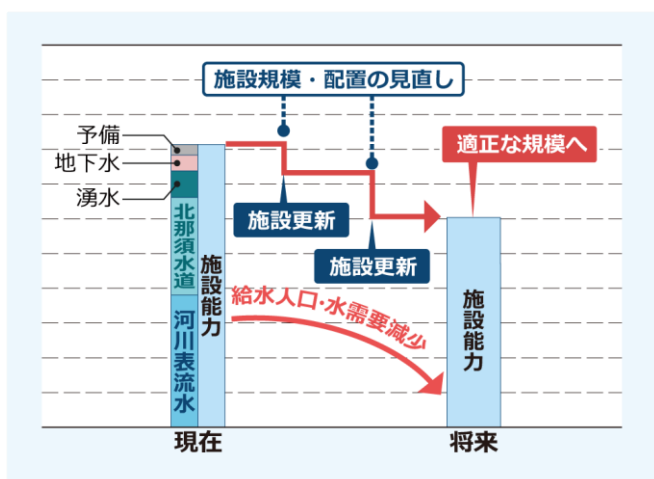 施設規模・配置の見直し
予備
地下水
湧水
北那須水道
河川表流水
施設能力
施設更新
施設更新
適正な規模へ
給水人口・水需要減少
施設能力
現在
将来